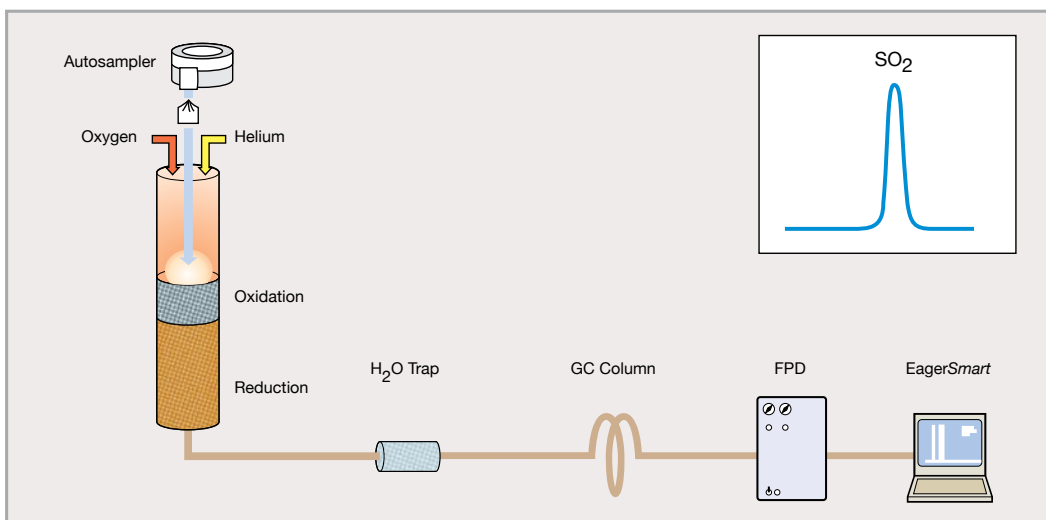 Autosampler
SO₂
Oxygen
Helium
Oxidation
Reduction
H₂O Trap
GC Column
FPD
EagerSmart